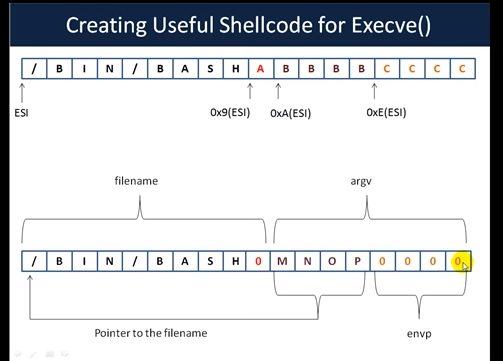 Creating Useful Shellcode for Execve()
/ B I N / B A S H A B B B B C C C C
ESI 0x9(ESI) 0xA(ESI) 0xE(ESI)
filename argv
/ B I N / B A S H 0 M N O P 0 0 0 0
Pointer to the filename envp